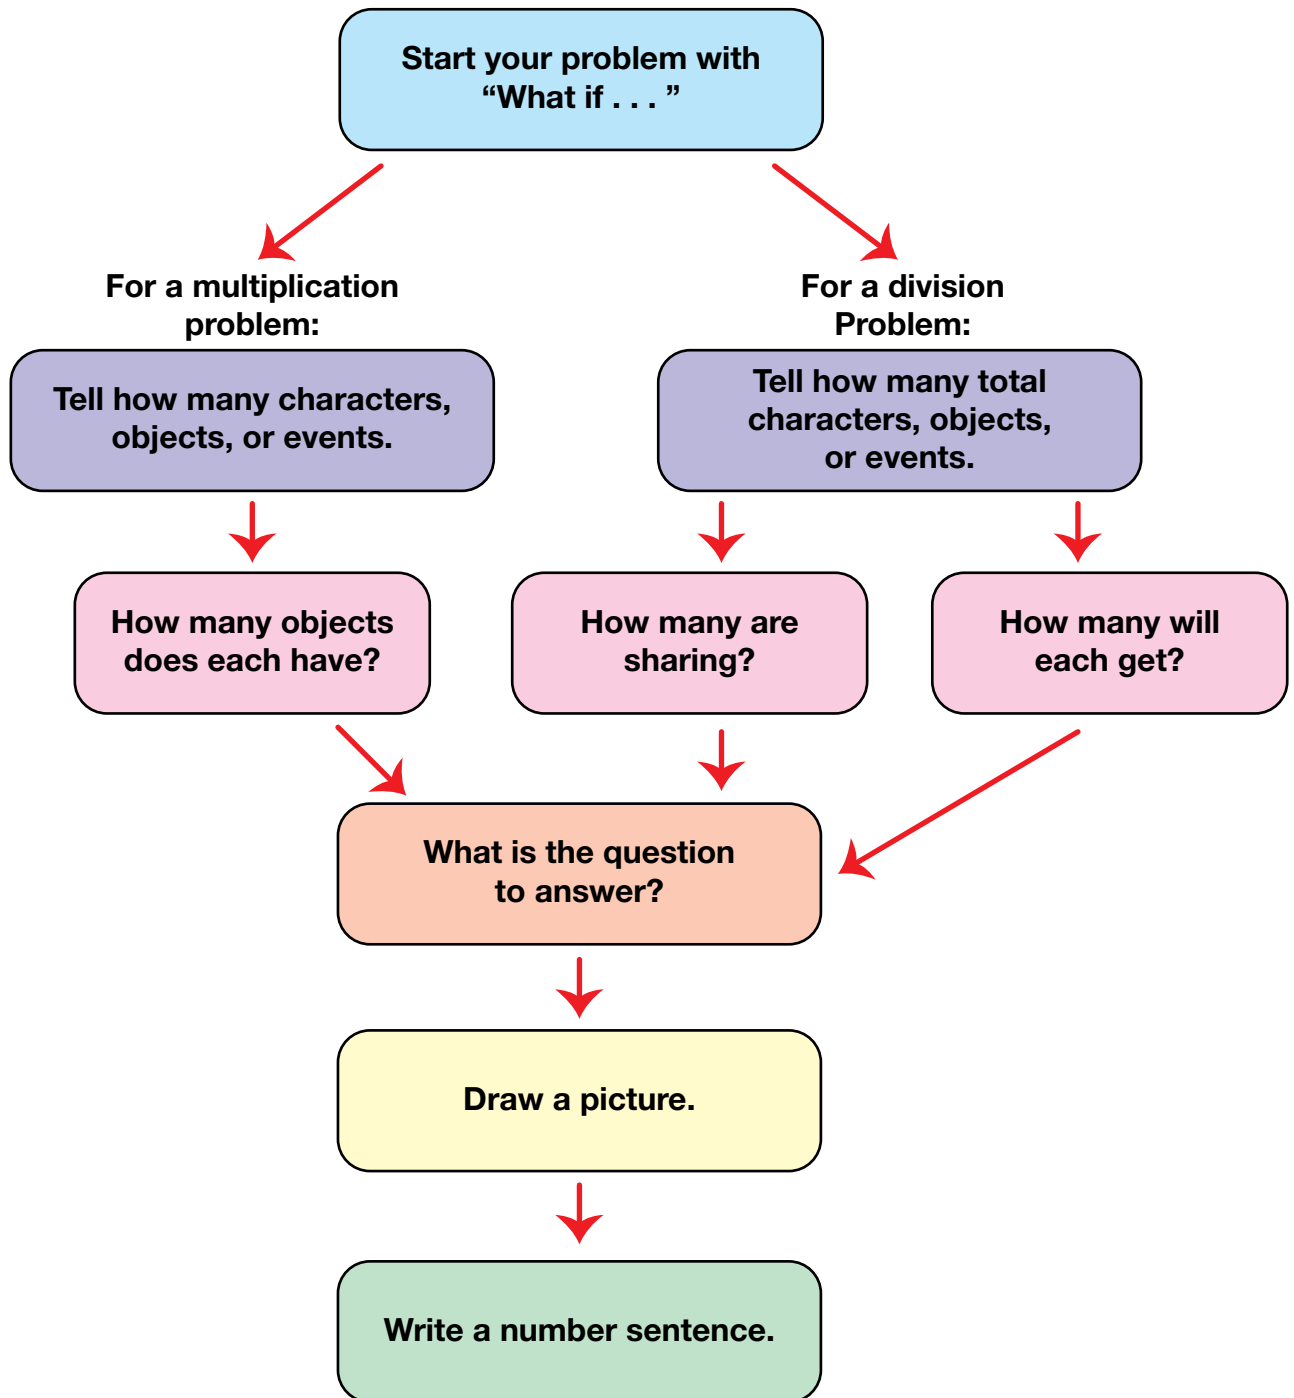 Start your problem with
“What if . . . ”
For a multiplication
problem:
For a division
Problem:
Tell how many characters,
objects, or events.
Tell how many total
characters, objects,
or events.
How many objects
does each have?
How many are
sharing?
How many will
each get?
What is the question
to answer?
Draw a picture.
Write a number sentence.